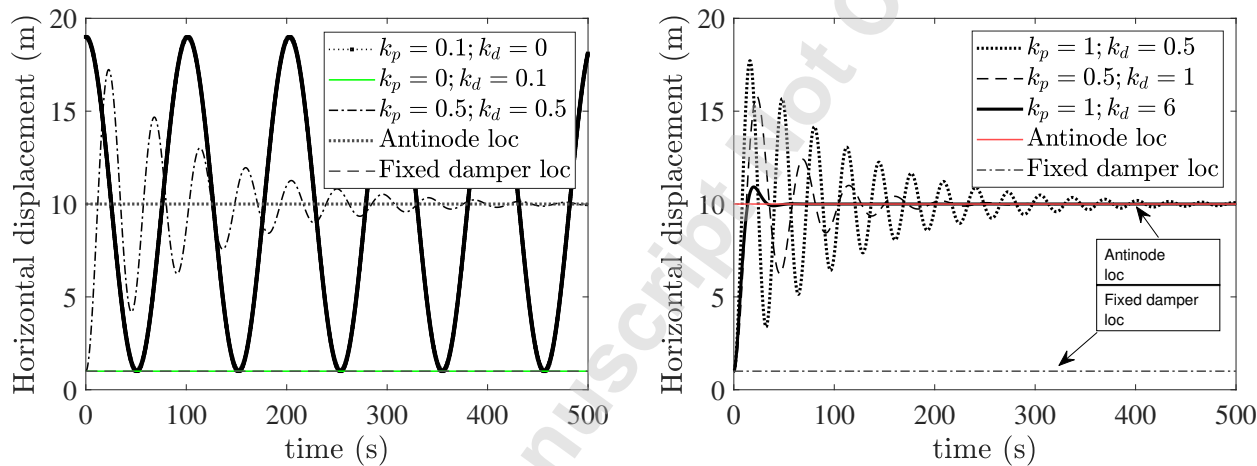 20
15
10
5
0
Horizontal displacement (m)
k_p = 0.1; k_d = 0
k_p = 0; k_d = 0.1
k_p = 0.5; k_d = 0.5
Antinode loc
Fixed damper loc
0 100 200 300 400 500
time (s)
20
15
10
5
0
Horizontal displacement (m)
k_p = 1; k_d = 0.5
k_p = 0.5; k_d = 1
k_p = 1; k_d = 6
Antinode loc
Fixed damper loc
Antinode
loc
Fixed damper
loc
0 100 200 300 400 500
time (s)
nuscript Not